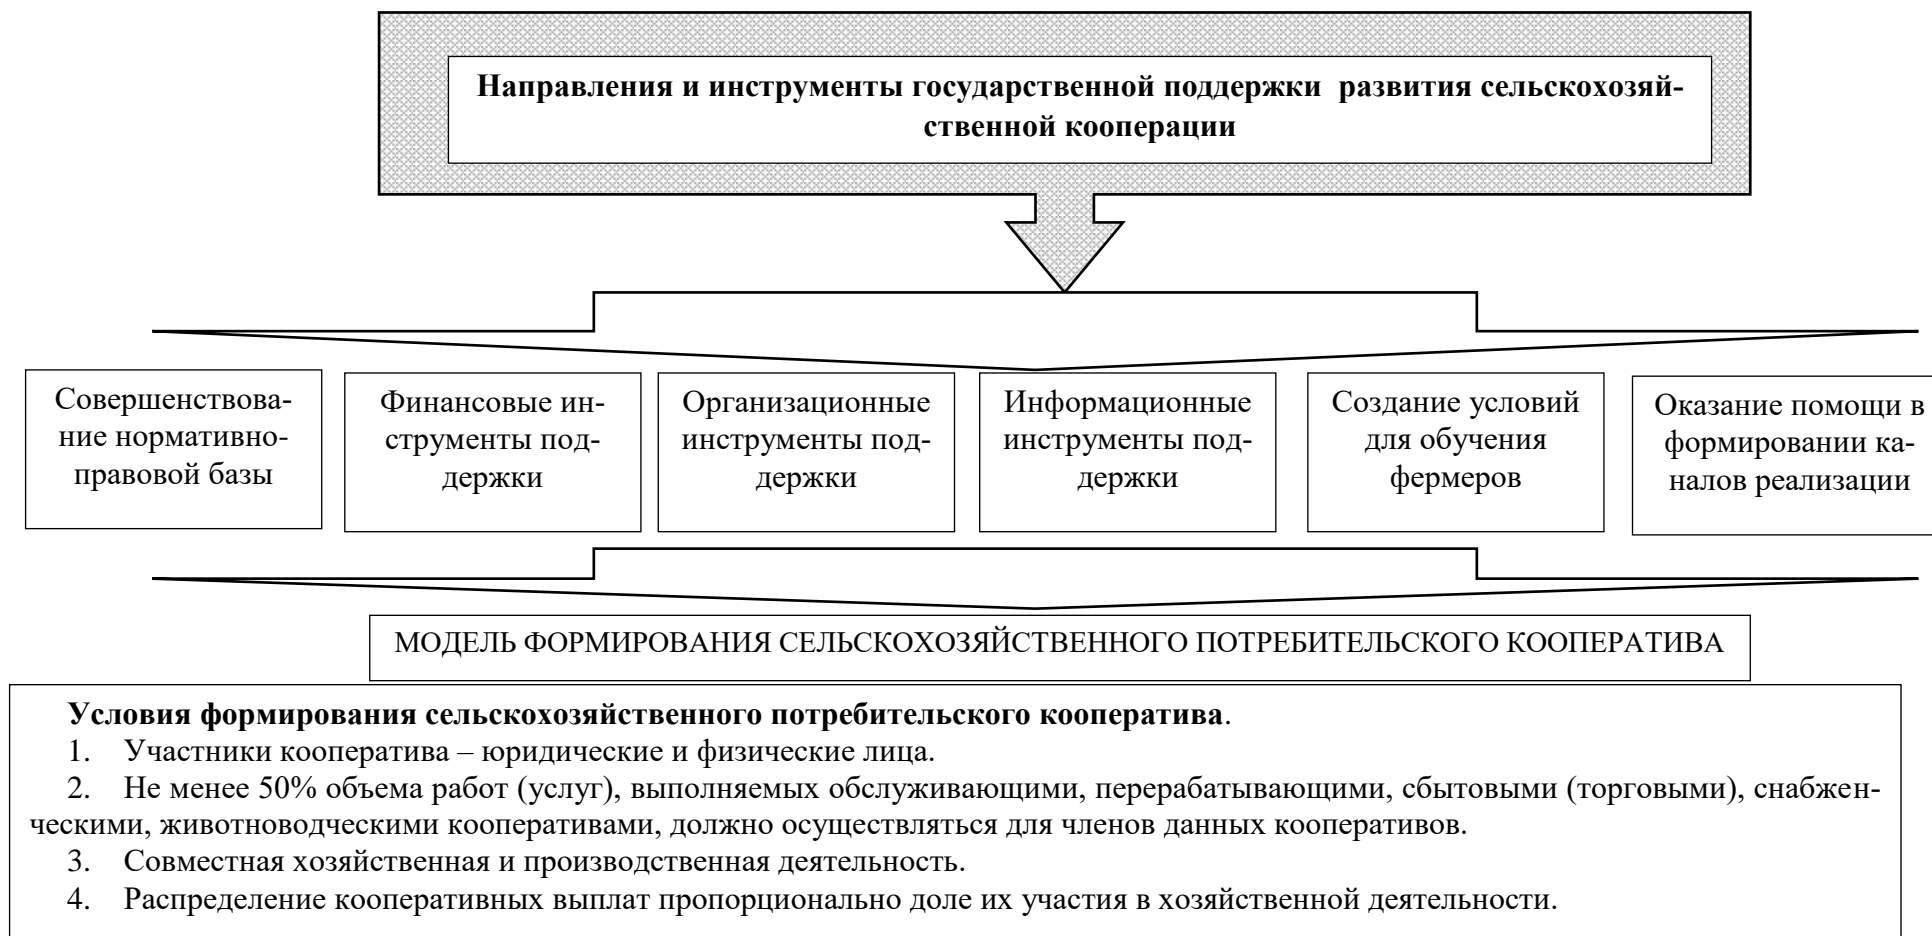 Направления и инструменты государственной поддержки  развития сельскохозяй-
ственной кооперации
Совершенствова-
ние нормативно-
правовой базы
Финансовые ин-
струменты под-
держки
Организационные
инструменты под-
держки
Информационные
инструменты под-
держки
Создание условий
для обучения
фермеров
Оказание помощи в
формировании ка-
налов реализации
МОДЕЛЬ ФОРМИРОВАНИЯ СЕЛЬСКОХОЗЯЙСТВЕННОГО ПОТРЕБИТЕЛЬСКОГО КООПЕРАТИВА
Условия формирования сельскохозяйственного потребительского кооператива.
1. Участники кооператива – юридические и физические лица.
2. Не менее 50% объема работ (услуг), выполняемых обслуживающими, перерабатывающими, сбытовыми (торговыми), снабжен-
ческими, животноводческими кооперативами, должно осуществляться для членов данных кооперативов.
3. Совместная хозяйственная и производственная деятельность.
4. Распределение кооперативных выплат пропорционально доле их участия в хозяйственной деятельности.